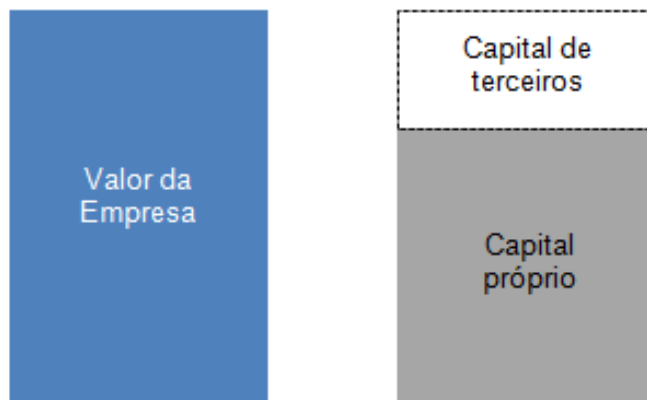 Valor da
Empresa
Capital de
terceiros
Capital
próprio